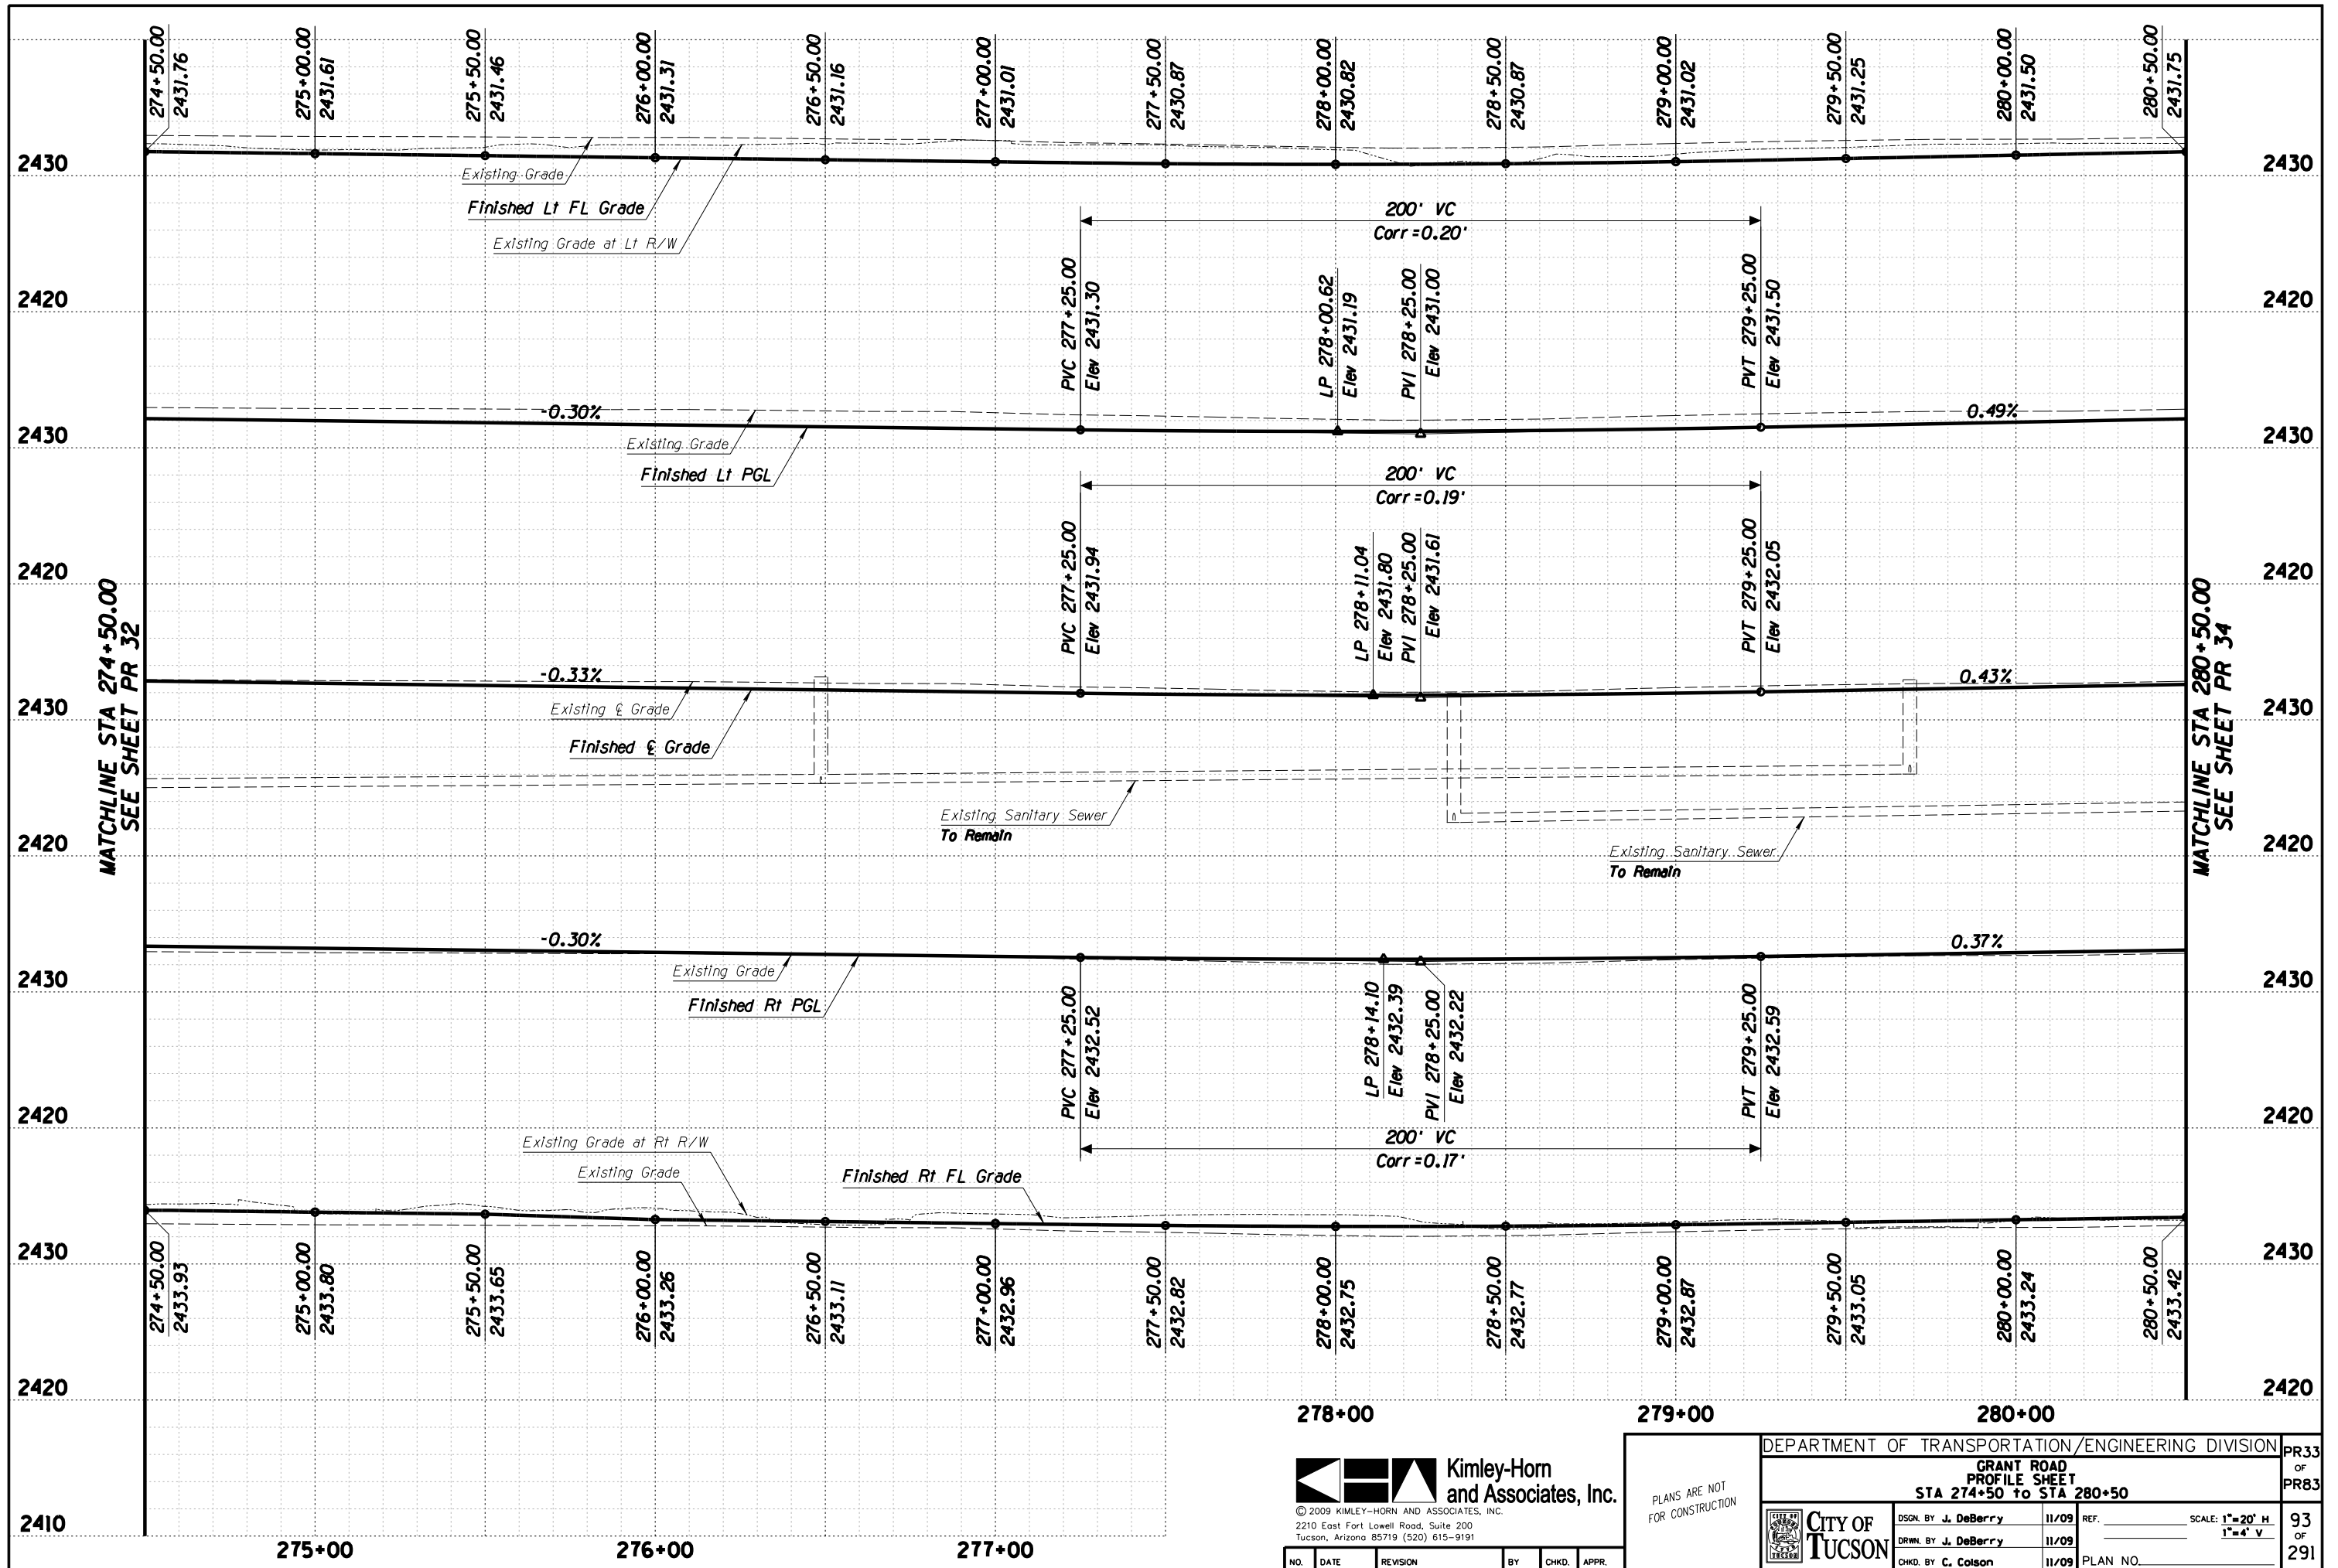 274+50.00
2431.76
275+00.00
2431.61
275+50.00
2431.46
276+00.00
2431.31
276+50.00
2431.16
277+00.00
2431.01
277+50.00
2430.87
278+00.00
2430.82
278+50.00
2430.87
279+00.00
2431.02
279+50.00
2431.25
280+00.00
2431.50
280+50.00
2431.75
2430
2430
Existing Grade
Finished Lt FL Grade
Existing Grade at Lt R/W
200' VC
Corr=0.20'
2420
2420
PVC 277+25.00
Elev 2431.30
LP 278+00.62
Elev 2431.19
PVI 278+25.00
Elev 2431.00
PVT 279+25.00
Elev 2431.50
-0.30%
0.49%
2430
2430
Existing Grade
Finished Lt PGL
200' VC
Corr=0.19'
PVC 277+25.00
Elev 2431.94
LP 278+11.04
Elev 2431.80
PVI 278+25.00
Elev 2431.61
PVT 279+25.00
Elev 2432.05
2420
2420
MATCHLINE STA 274+50.00
SEE SHEET PR 32
MATCHLINE STA 280+50.00
SEE SHEET PR 34
-0.33%
0.43%
2430
2430
Existing ℄ Grade
Finished ℄ Grade
Existing Sanitary Sewer
To Remain
Existing Sanitary Sewer
To Remain
2420
2420
-0.30%
0.37%
2430
2430
Existing Grade
Finished Rt PGL
PVC 277+25.00
Elev 2432.52
LP 278+14.10
Elev 2432.39
PVI 278+25.00
Elev 2432.22
PVT 279+25.00
Elev 2432.59
2420
2420
200' VC
Corr=0.17'
Existing Grade at Rt R/W
Existing Grade
Finished Rt FL Grade
2430
2430
274+50.00
2433.93
275+00.00
2433.80
275+50.00
2433.65
276+00.00
2433.26
276+50.00
2433.11
277+00.00
2432.96
277+50.00
2432.82
278+00.00
2432.75
278+50.00
2432.77
279+00.00
2432.87
279+50.00
2433.05
280+00.00
2433.24
280+50.00
2433.42
2420
2420
278+00
279+00
280+00
2410
275+00
276+00
277+00
Kimley-Horn
and Associates, Inc.
© 2009 KIMLEY-HORN AND ASSOCIATES, INC.
2210 East Fort Lowell Road, Suite 200
Tucson, Arizona 85719 (520) 615-9191
NO. DATE REVISION BY CHKD. APPR.
PLANS ARE NOT
FOR CONSTRUCTION
DEPARTMENT OF TRANSPORTATION/ENGINEERING DIVISION
GRANT ROAD
PROFILE SHEET
STA 274+50 to STA 280+50
PR33
OF
PR83
CITY OF
TUCSON
CITY OF
TUCSON
DSGN. BY J. DeBerry 11/09
DRWN. BY J. DeBerry 11/09
CHKD. BY C. Colson 11/09
REF.
SCALE: 1"=20' H
1"=4' V
PLAN NO.
93
OF
291